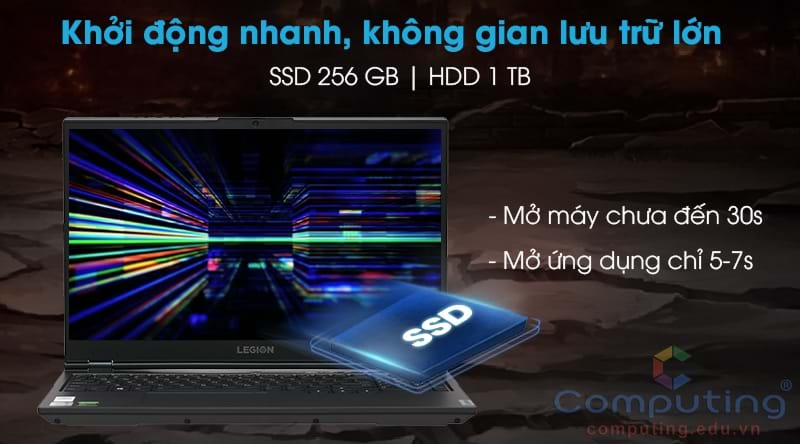 Khởi động nhanh, không gian lưu trữ lớn
SSD 256 GB | HDD 1 TB
- Mở máy chưa đến 30s
- Mở ứng dụng chỉ 5-7s
SSD
LEGION
Computing®
computing.edu.vn